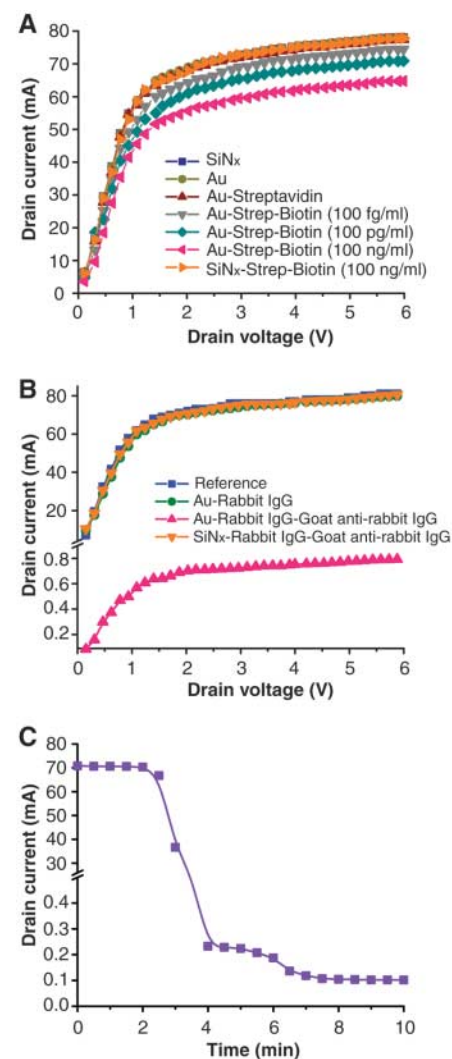 A
80
70
60
50
40
30
20
10
0
Drain current (mA)
SiNx
Au
Au-Streptavidin
Au-Strep-Biotin (100 fg/ml)
Au-Strep-Biotin (100 pg/ml)
Au-Strep-Biotin (100 ng/ml)
SiNx-Strep-Biotin (100 ng/ml)
0 1 2 3 4 5 6
Drain voltage (V)
B
80
60
40
20
0.8
0.6
0.4
0.2
Drain current (mA)
Reference
Au-Rabbit IgG
Au-Rabbit IgG-Goat anti-rabbit IgG
SiNx-Rabbit IgG-Goat anti-rabbit IgG
0 1 2 3 4 5 6
Drain voltage (V)
C
80
70
60
50
40
30
0.4
0.3
0.2
0.1
0.0
Drain current (mA)
0 2 4 6 8 10
Time (min)